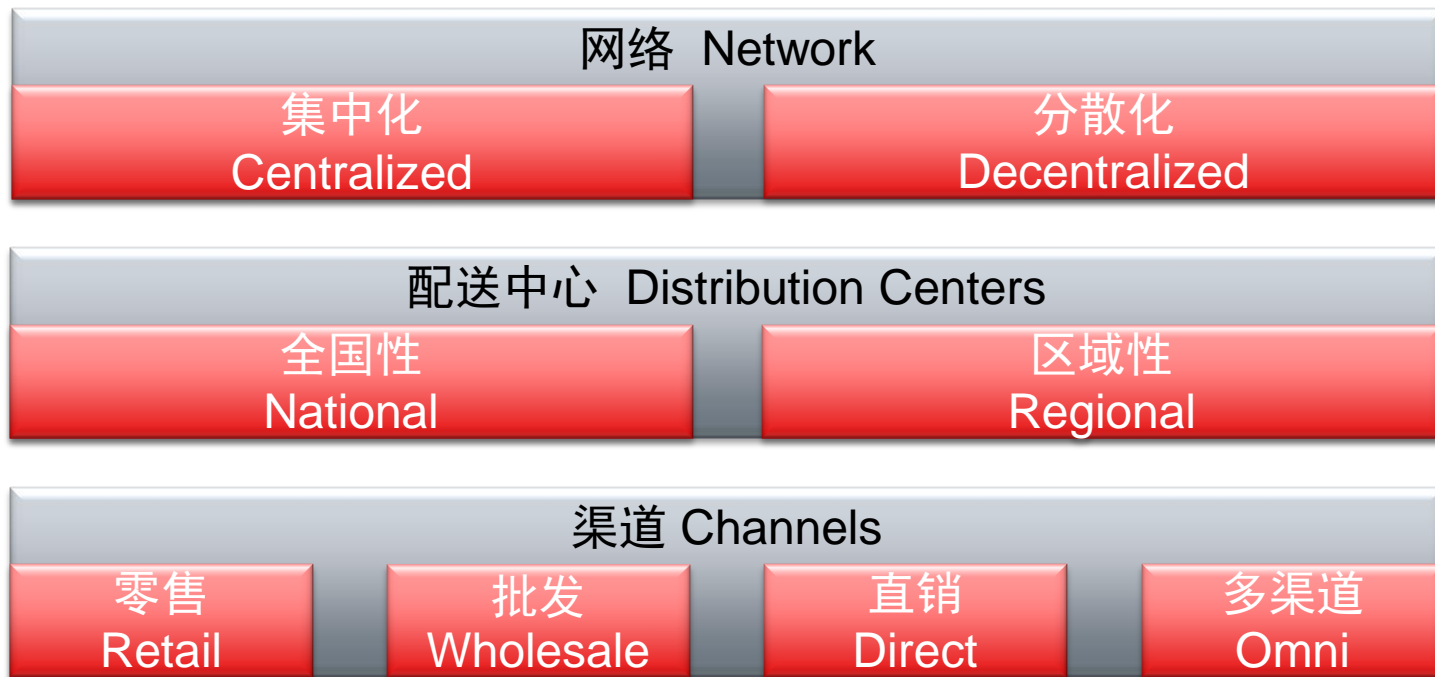 网络 Network
集中化
Centralized
分散化
Decentralized
配送中心 Distribution Centers
全国性
National
区域性
Regional
渠道 Channels
零售
Retail
批发
Wholesale
直销
Direct
多渠道
Omni